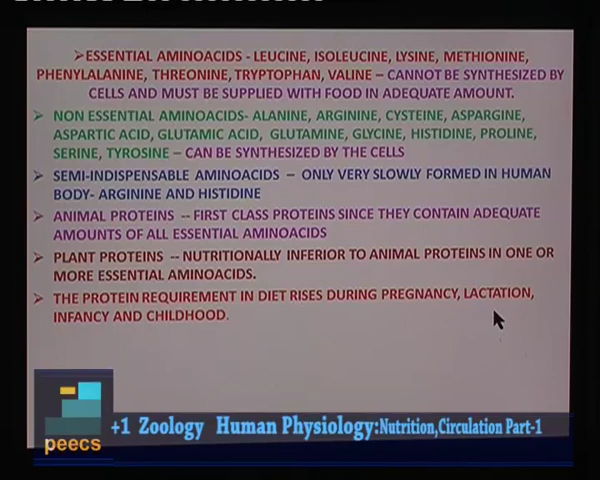 ➢ESSENTIAL AMINOACIDS - LEUCINE, ISOLEUCINE, LYSINE, METHIONINE,
PHENYLALANINE, THREONINE, TRYPTOPHAN, VALINE – CANNOT BE SYNTHESIZED BY
CELLS AND MUST BE SUPPLIED WITH FOOD IN ADEQUATE AMOUNT.
➢ NON ESSENTIAL AMINOACIDS- ALANINE, ARGININE, CYSTEINE, ASPARGINE,
ASPARTIC ACID, GLUTAMIC ACID, GLUTAMINE, GLYCINE, HISTIDINE, PROLINE,
SERINE, TYROSINE – CAN BE SYNTHESIZED BY THE CELLS
➢ SEMI-INDISPENSABLE AMINOACIDS – ONLY VERY SLOWLY FORMED IN HUMAN
BODY- ARGININE AND HISTIDINE
➢ ANIMAL PROTEINS -- FIRST CLASS PROTEINS SINCE THEY CONTAIN ADEQUATE
AMOUNTS OF ALL ESSENTIAL AMINOACIDS
➢ PLANT PROTEINS -- NUTRITIONALLY INFERIOR TO ANIMAL PROTEINS IN ONE OR
MORE ESSENTIAL AMINOACIDS.
➢ THE PROTEIN REQUIREMENT IN DIET RISES DURING PREGNANCY, LACTATION,
INFANCY AND CHILDHOOD.
+1 Zoology Human Physiology:Nutrition,Circulation Part-1
peecs